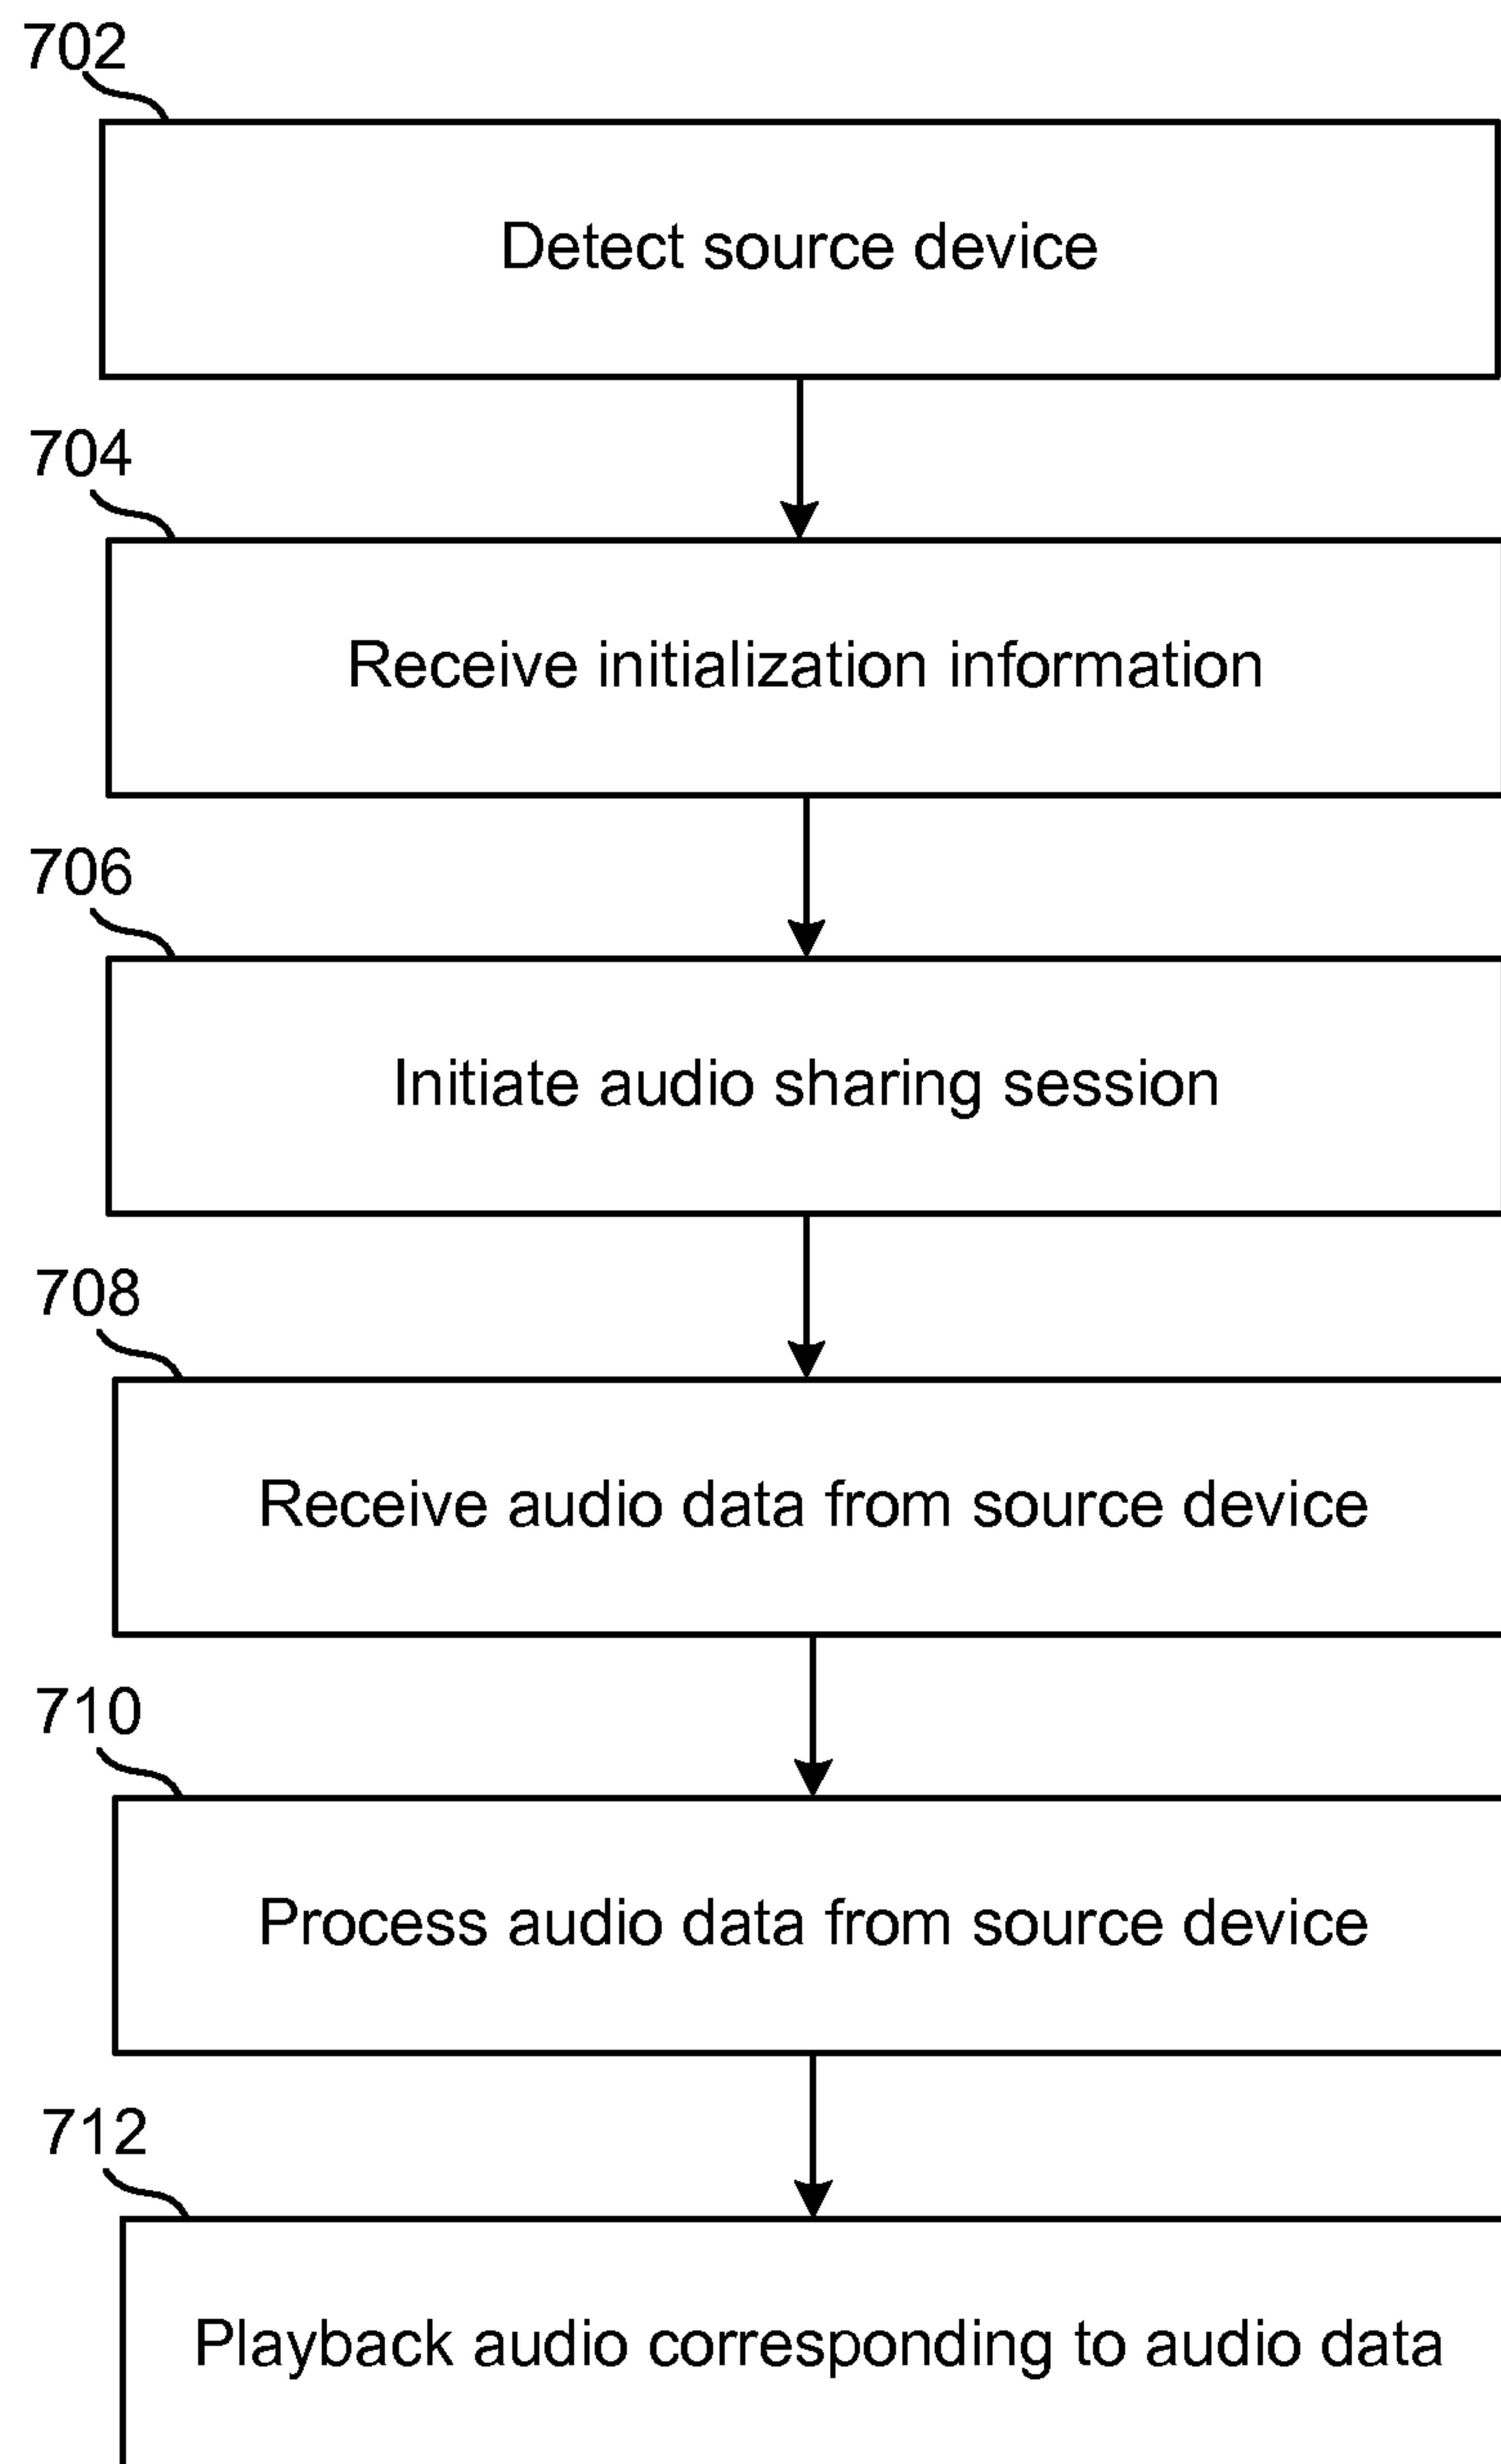 702
Detect source device
704
Receive initialization information
706
Initiate audio sharing session
708
Receive audio data from source device
710
Process audio data from source device
712
Playback audio corresponding to audio data